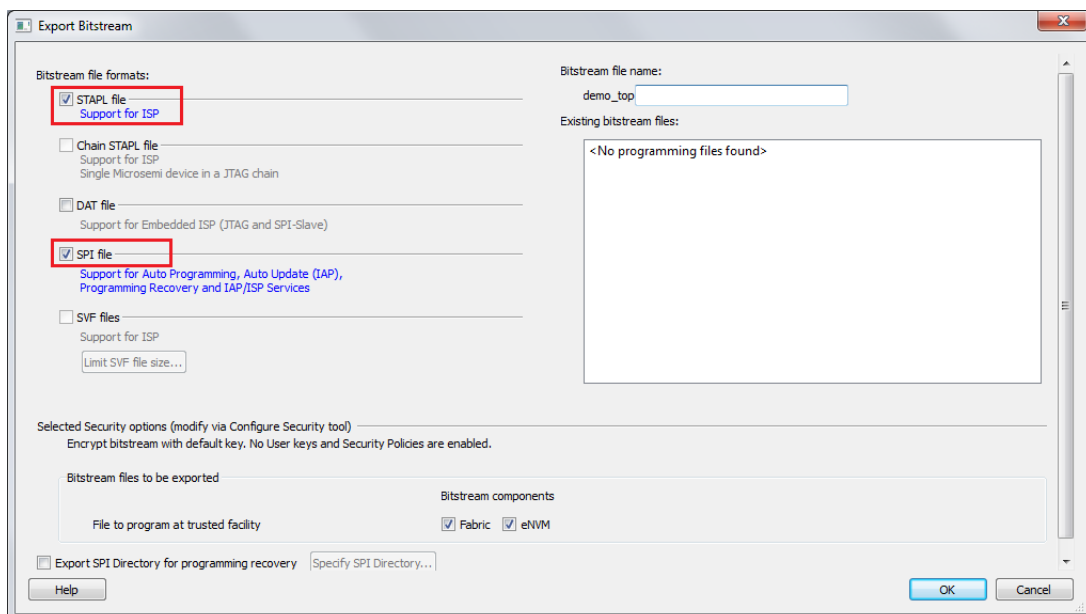 Export Bitstream
Bitstream file formats:
STAPL file
Support for ISP
Chain STAPL file
Support for ISP
Single Microsemi device in a JTAG chain
DAT file
Support for Embedded ISP (JTAG and SPI-Slave)
SPI file
Support for Auto Programming, Auto Update (IAP),
Programming Recovery and IAP/ISP Services
SVF files
Support for ISP
Limit SVF file size...
Bitstream file name:
demo_top
Existing bitstream files:
<No programming files found>
Selected Security options (modify via Configure Security tool)
Encrypt bitstream with default key. No User keys and Security Policies are enabled.
Bitstream files to be exported
Bitstream components
File to program at trusted facility Fabric eNVM
Export SPI Directory for programming recovery Specify SPI Directory...
Help OK Cancel